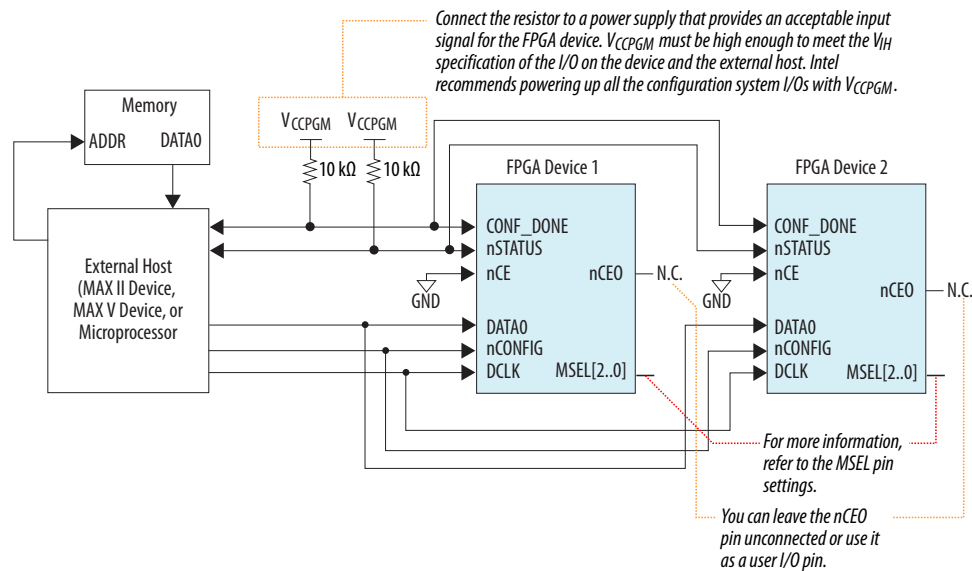 Connect the resistor to a power supply that provides an acceptable input
signal for the FPGA device. VCCPGM must be high enough to meet the VIH
specification of the I/O on the device and the external host. Intel
recommends powering up all the configuration system I/Os with VCCPGM.
Memory
ADDR DATA0
VCCPGM VCCPGM
10 kΩ 10 kΩ
FPGA Device 1
FPGA Device 2
External Host
(MAX II Device,
MAX V Device, or
Microprocessor
CONF_DONE
nSTATUS
nCE
nCEO
N.C.
GND
DATA0
nCONFIG
DCLK
MSEL[2..0]
CONF_DONE
nSTATUS
nCE
nCEO
N.C.
GND
DATA0
nCONFIG
DCLK
MSEL[2..0]
For more information,
refer to the MSEL pin
settings.
You can leave the nCEO
pin unconnected or use it
as a user I/O pin.